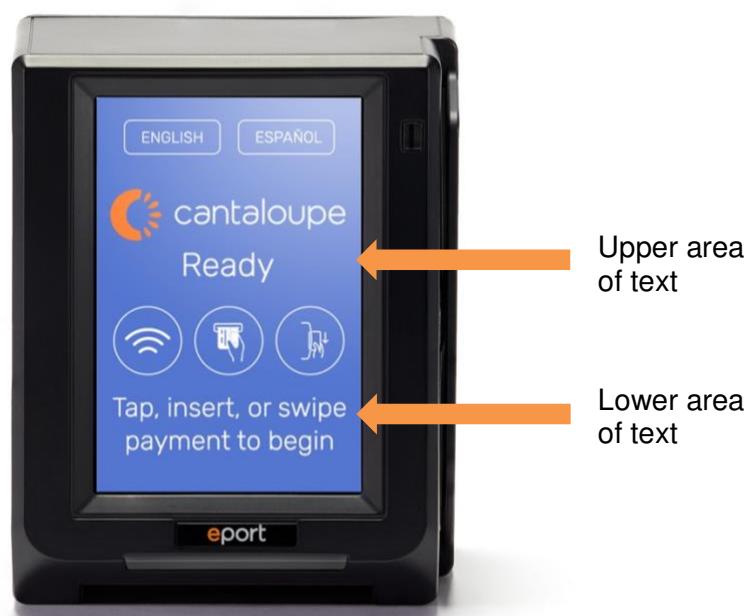 ENGLISH ESPAÑOL
cantaloupe
Ready
Upper area
of text
Tap, insert, or swipe
payment to begin
Lower area
of text
eport